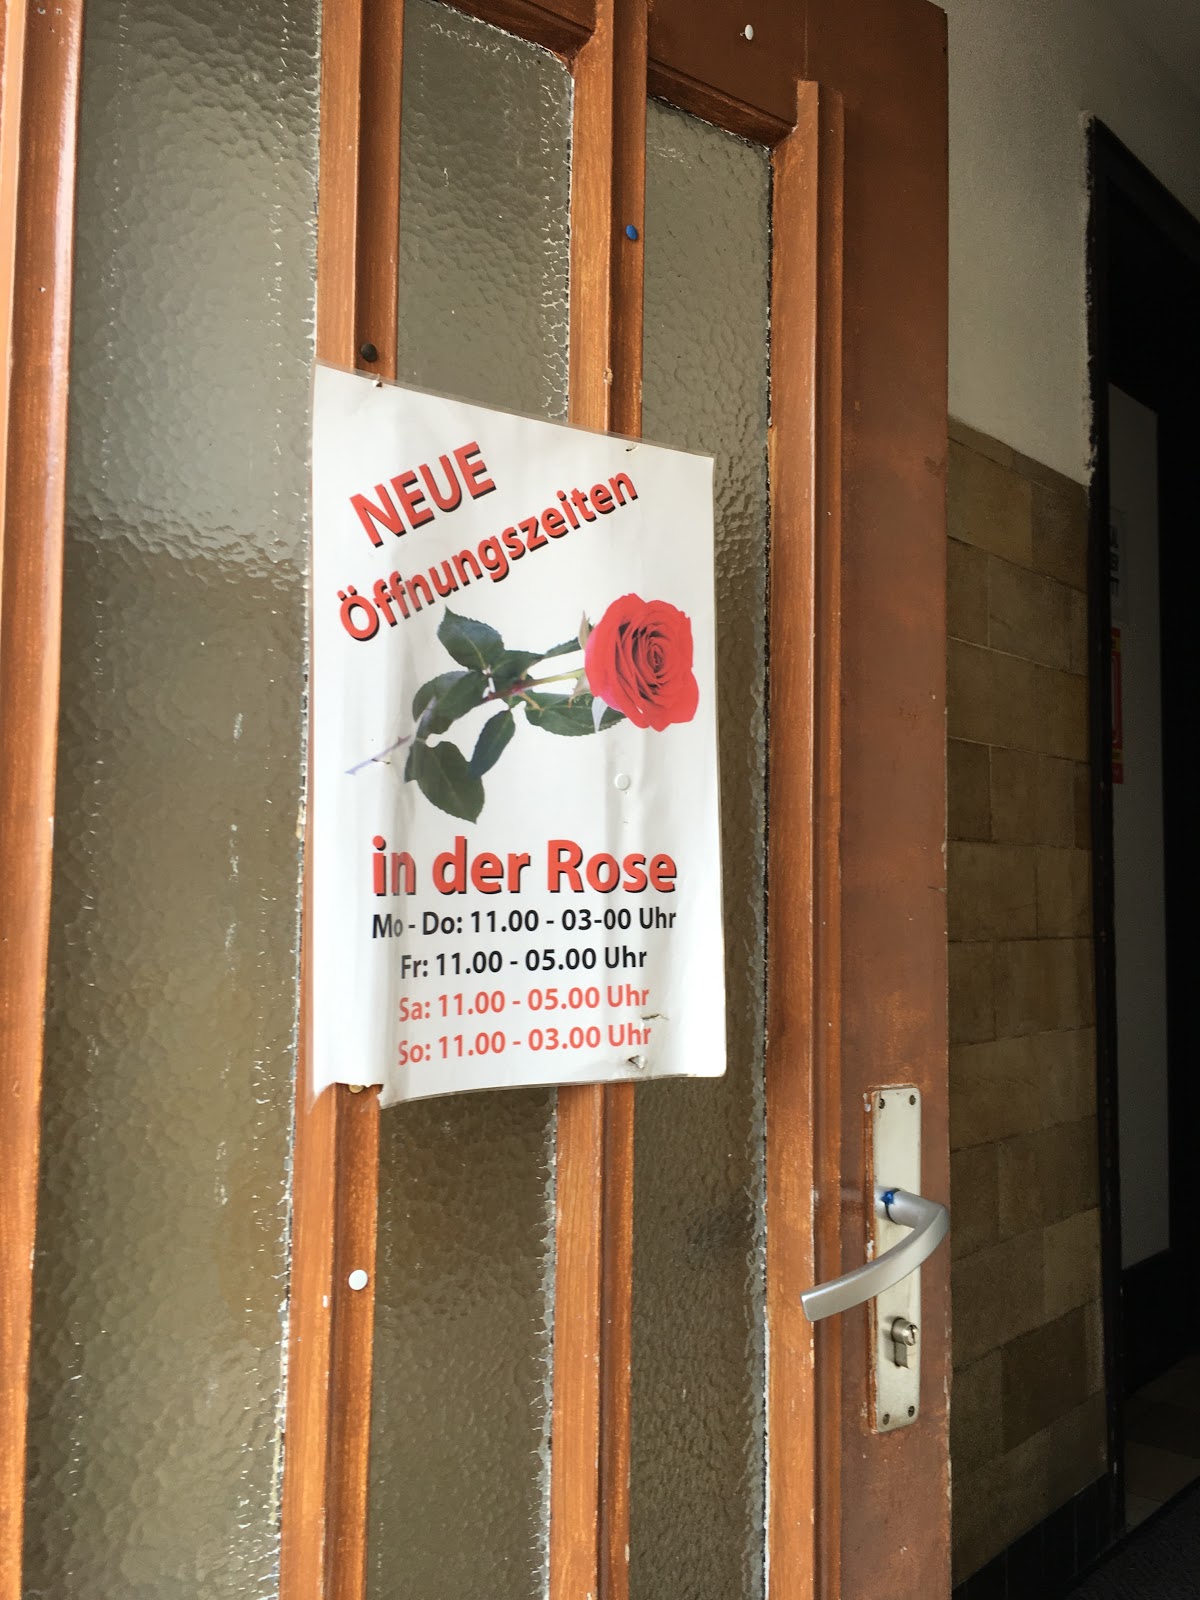 NEUE
Öffnungszeiten
in der Rose
Mo - Do: 11.00 - 03-00 Uhr
Fr: 11.00 - 05.00 Uhr
Sa: 11.00 - 05.00 Uhr
So: 11.00 - 03.00 Uhr